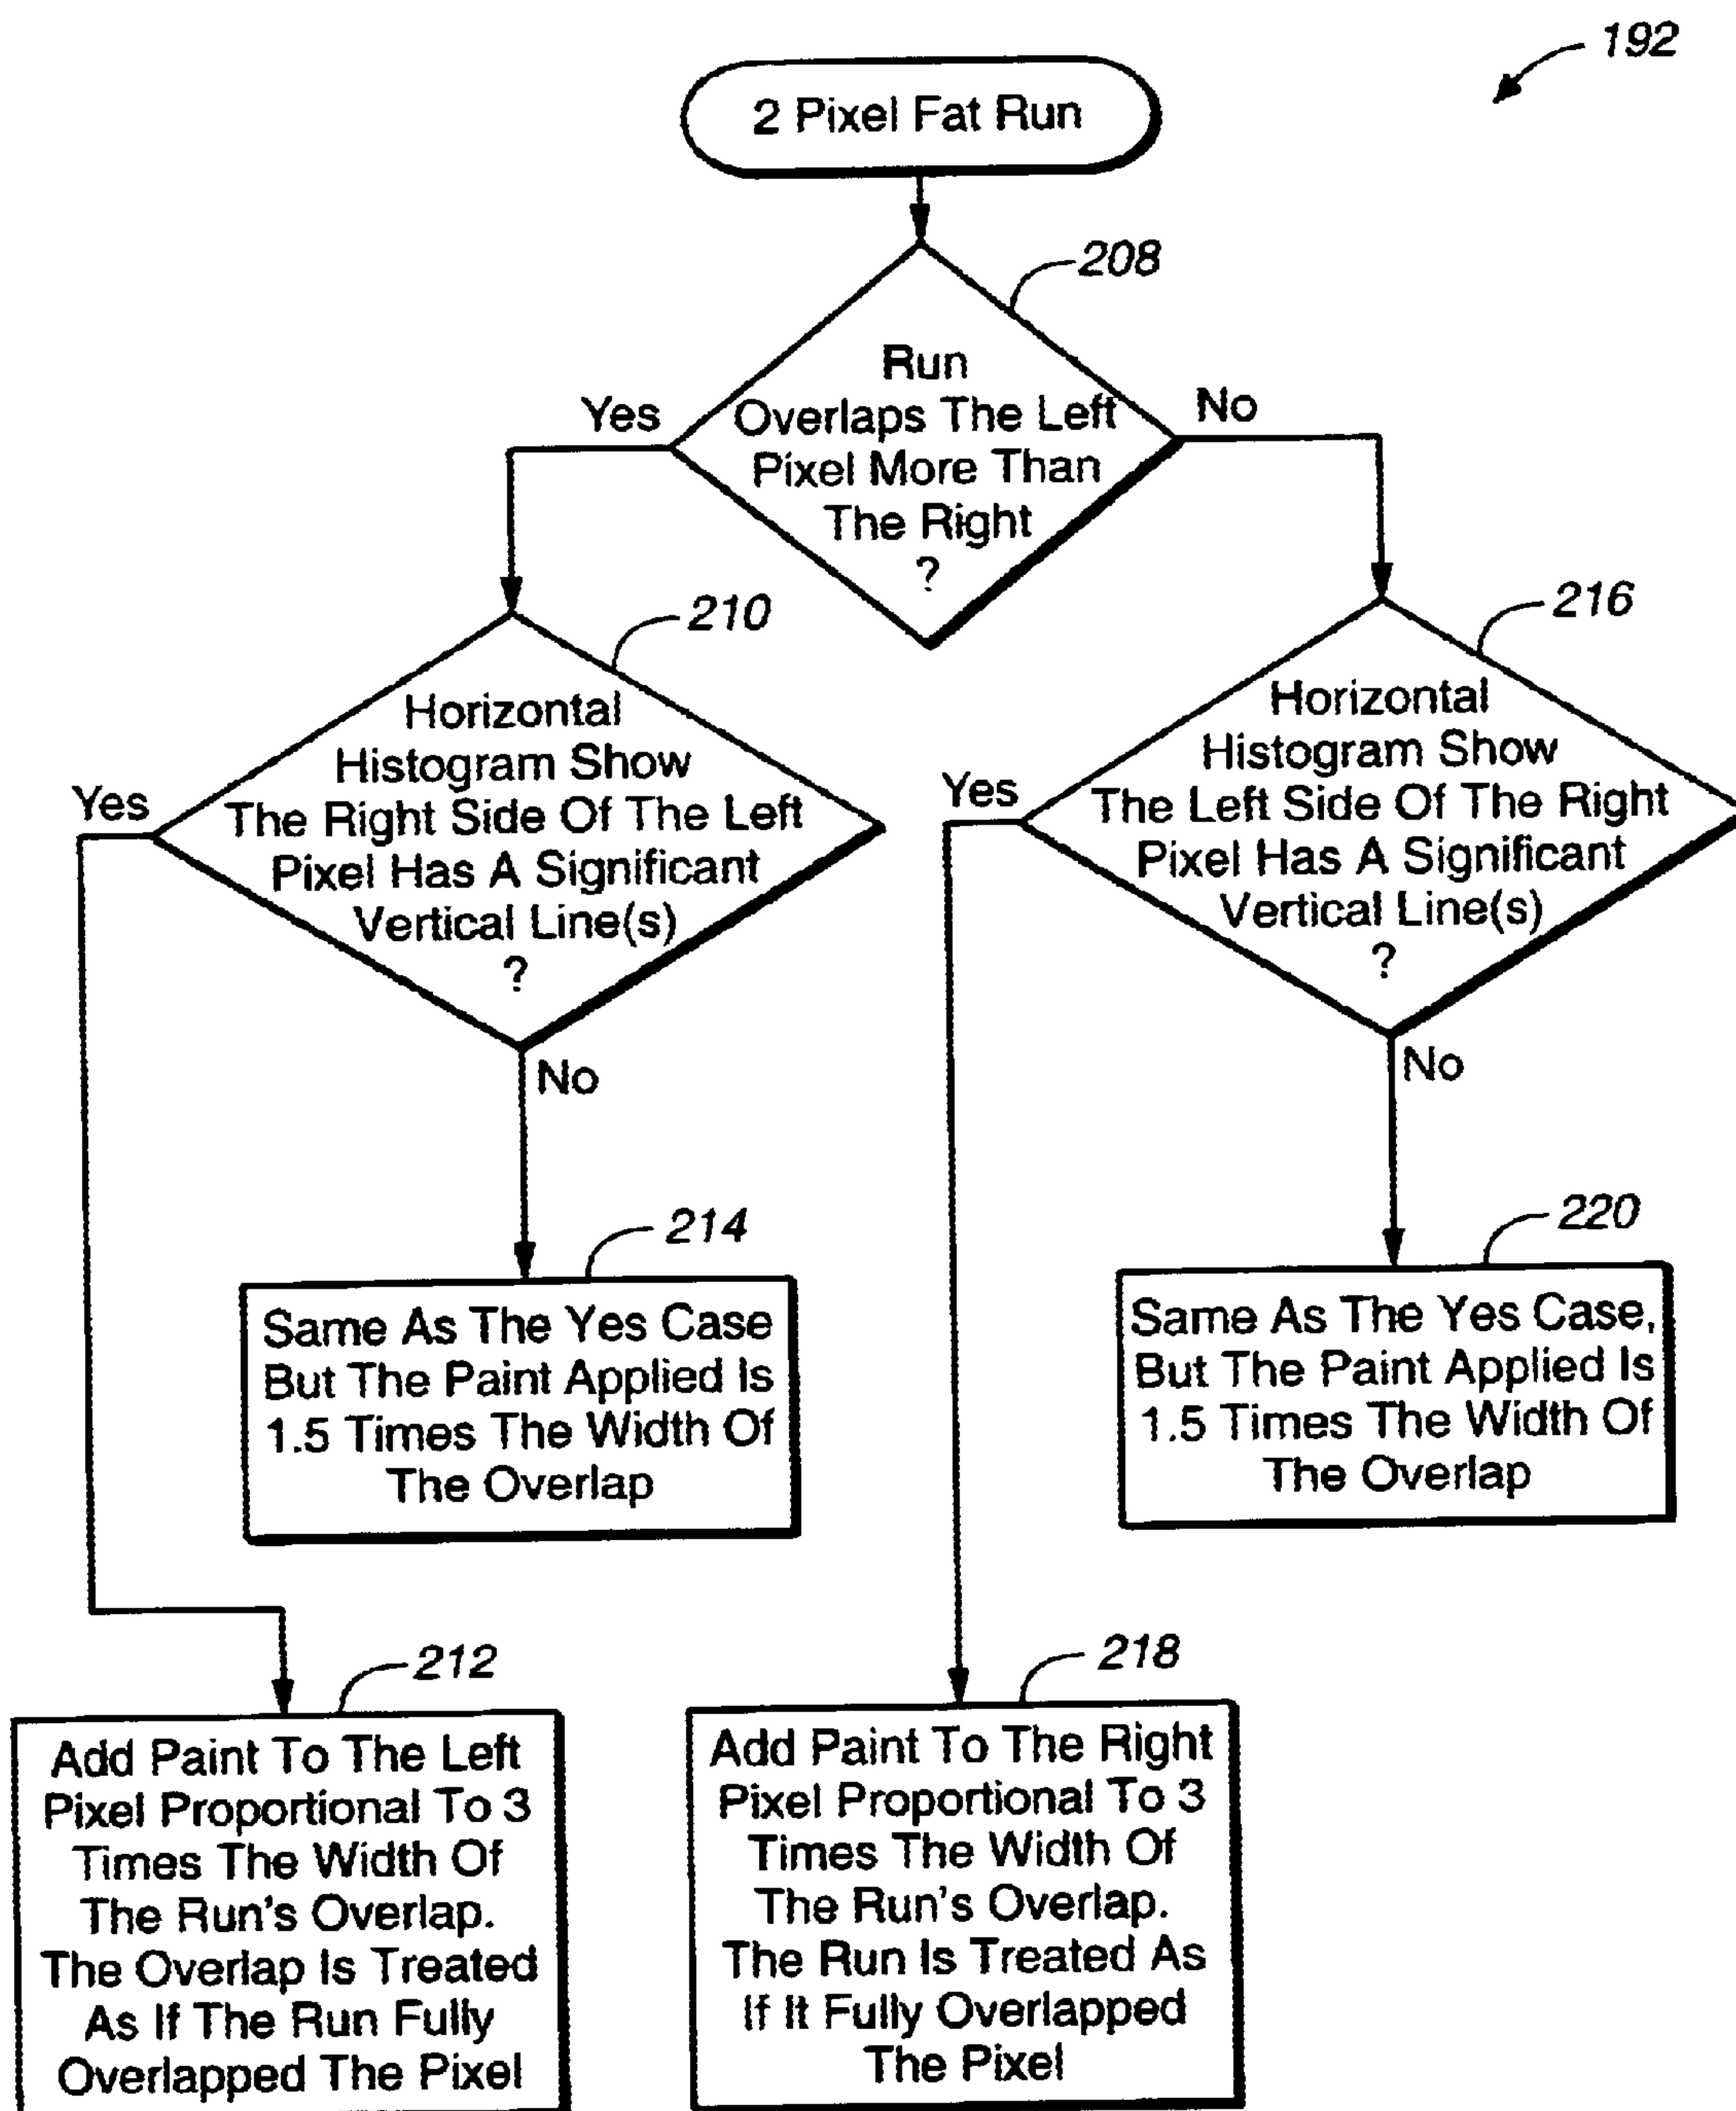 192
2 Pixel Fat Run
208
Run
Overlaps The Left
Pixel More Than
The Right
?
Yes
No
210
Horizontal
Histogram Show
The Right Side Of The Left
Pixel Has A Significant
Vertical Line(s)
?
Yes
No
216
Horizontal
Histogram Show
The Left Side Of The Right
Pixel Has A Significant
Vertical Line(s)
?
Yes
No
214
Same As The Yes Case
But The Paint Applied Is
1.5 Times The Width Of
The Overlap
220
Same As The Yes Case,
But The Paint Applied Is
1.5 Times The Width Of
The Overlap
212
Add Paint To The Left
Pixel Proportional To 3
Times The Width Of
The Run's Overlap.
The Overlap Is Treated
As If The Run Fully
Overlapped The Pixel
218
Add Paint To The Right
Pixel Proportional To 3
Times The Width Of
The Run's Overlap.
The Run Is Treated As
If It Fully Overlapped
The Pixel